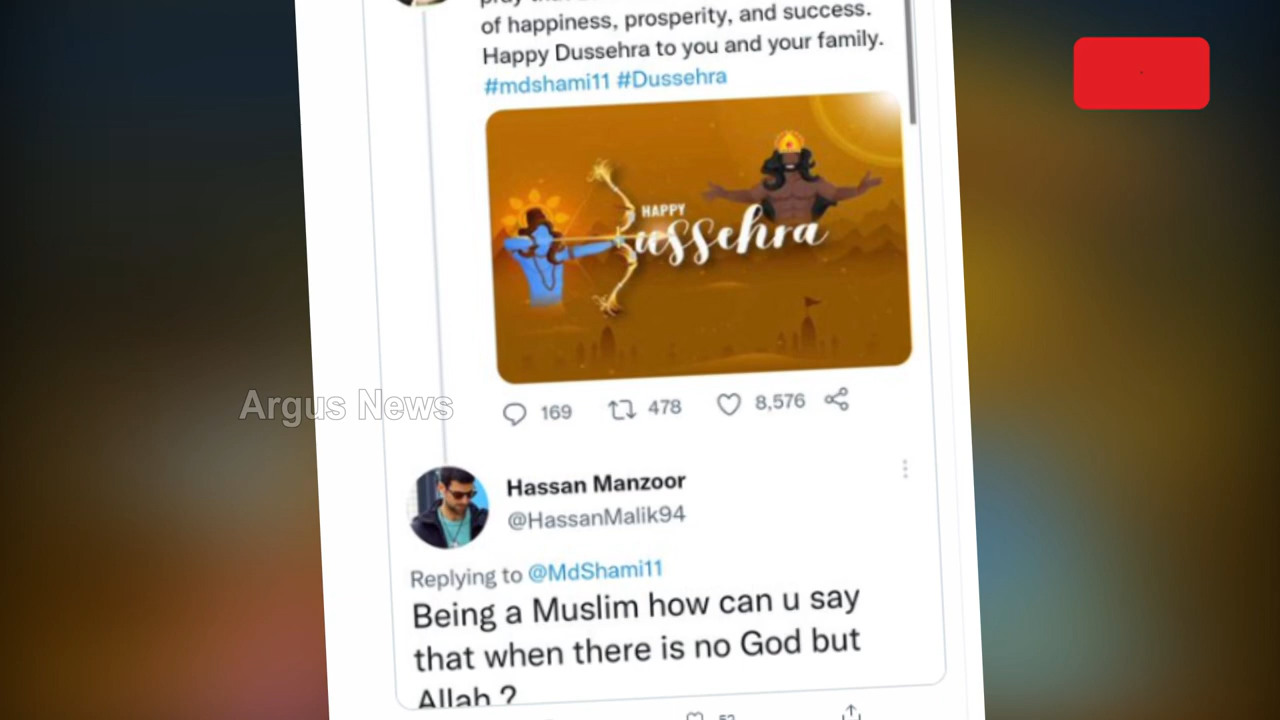 of happiness, prosperity, and success.
Happy Dussehra to you and your family.
#mdshami11 #Dussehra
HAPPY
Dussehra
169 478 8,576
Argus News
Hassan Manzoor
@HassanMalik94
Replying to @MdShami11
Being a Muslim how can u say
that when there is no God but
Allah ?